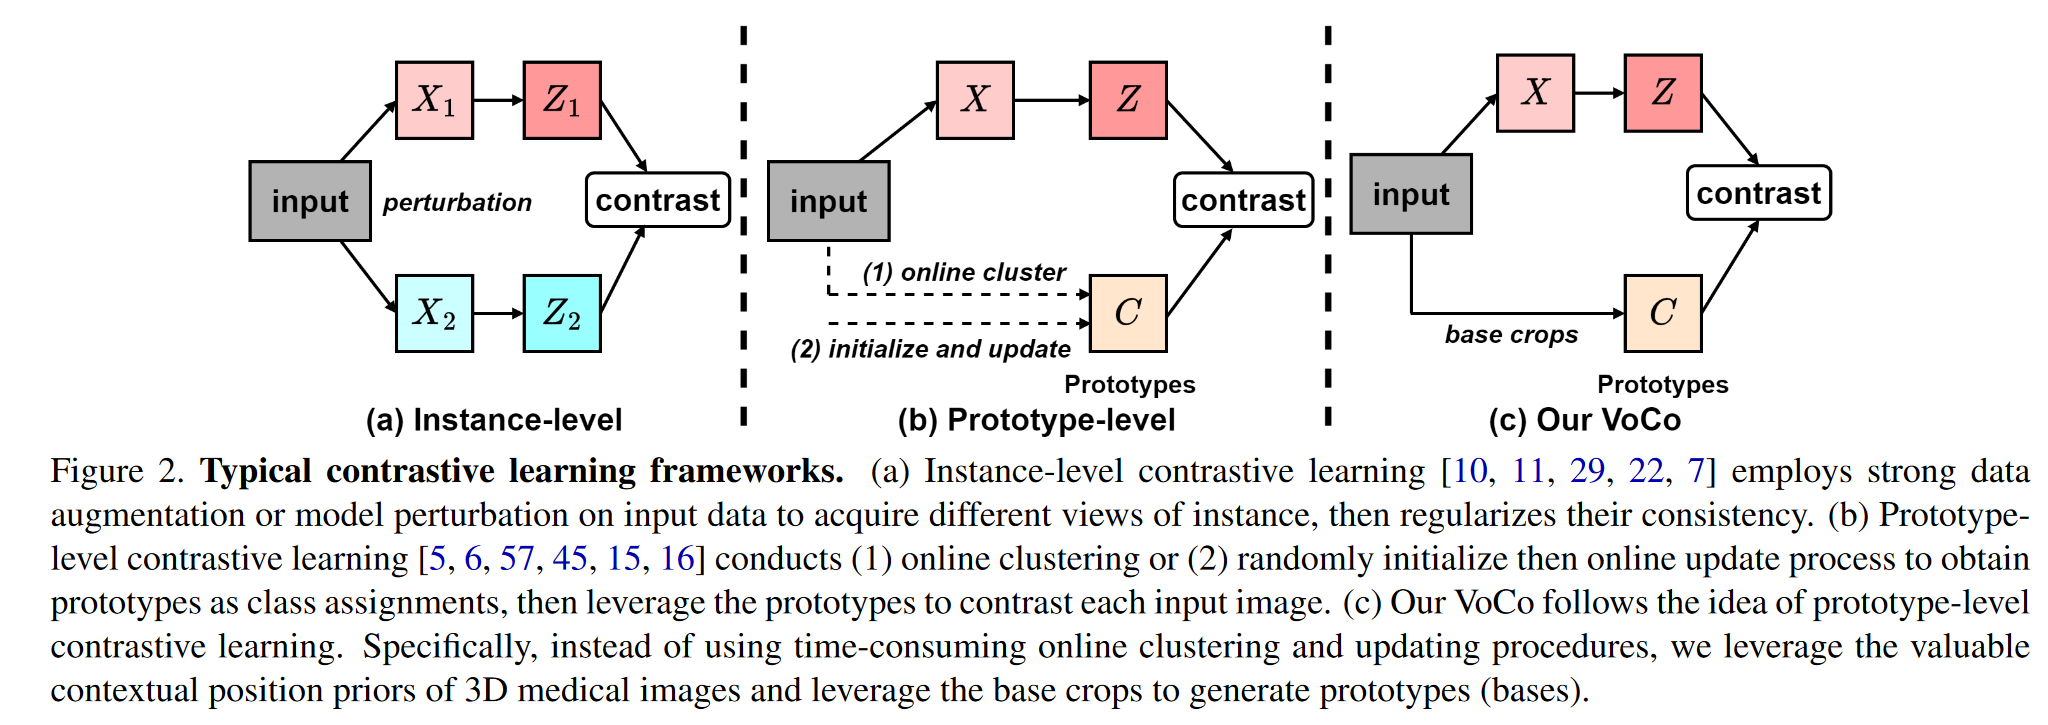 X1 Z1
input perturbation contrast
X2 Z2
(a) Instance-level
X Z
input contrast
(1) online cluster
C
(2) initialize and update
Prototypes
(b) Prototype-level
X Z
input contrast
C
base crops
Prototypes
(c) Our VoCo
Figure 2. Typical contrastive learning frameworks. (a) Instance-level contrastive learning [10, 11, 29, 22, 7] employs strong data
augmentation or model perturbation on input data to acquire different views of instance, then regularizes their consistency. (b) Prototype-
level contrastive learning [5, 6, 57, 45, 15, 16] conducts (1) online clustering or (2) randomly initialize then online update process to obtain
prototypes as class assignments, then leverage the prototypes to contrast each input image. (c) Our VoCo follows the idea of prototype-level
contrastive learning. Specifically, instead of using time-consuming online clustering and updating procedures, we leverage the valuable
contextual position priors of 3D medical images and leverage the base crops to generate prototypes (bases).